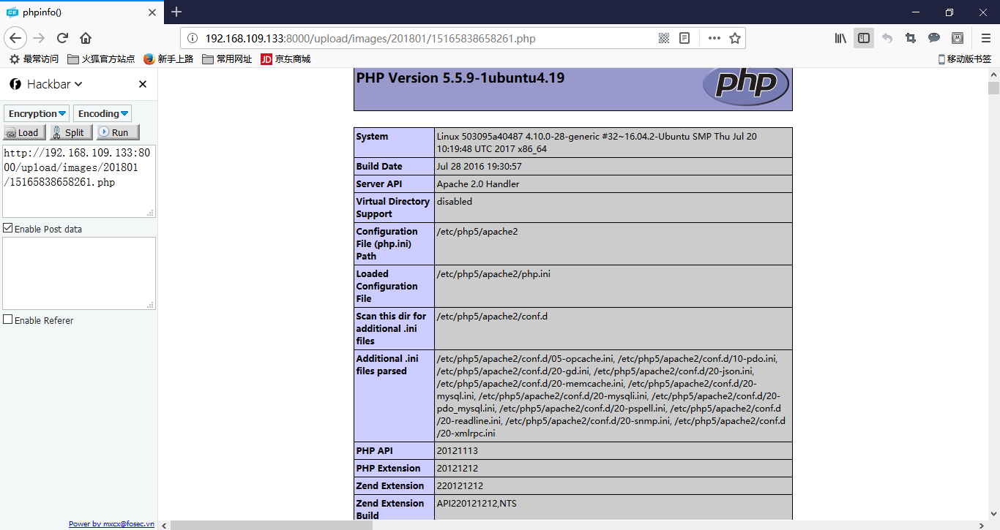 phpinfo()
192.168.109.133:8000/upload/images/201801/15165838658261.php
最常访问 火狐官方站点 新手上路 常用网址 JD 京东商城 移动版书签
Hackbar
Encryption Encoding
Load Split Run
http://192.168.109.133:80
00/upload/images/201801
/15165838658261.php
Enable Post data
Enable Referer
Power by mxcx@fosec.vn
PHP Version 5.5.9-1ubuntu4.19
php
System
Linux 503095a40487 4.10.0-28-generic #32~16.04.2-Ubuntu SMP Thu Jul 20
10:19:48 UTC 2017 x86_64
Build Date
Jul 28 2016 19:30:57
Server API
Apache 2.0 Handler
Virtual Directory
Support
disabled
Configuration
File (php.ini)
Path
/etc/php5/apache2
Loaded
Configuration
File
/etc/php5/apache2/php.ini
Scan this dir for
additional .ini
files
/etc/php5/apache2/conf.d
Additional .ini
files parsed
/etc/php5/apache2/conf.d/05-opcache.ini, /etc/php5/apache2/conf.d/10-pdo.ini,
/etc/php5/apache2/conf.d/20-gd.ini, /etc/php5/apache2/conf.d/20-json.ini,
/etc/php5/apache2/conf.d/20-memcache.ini, /etc/php5/apache2/conf.d/20-
mysql.ini, /etc/php5/apache2/conf.d/20-mysqli.ini, /etc/php5/apache2/conf.d/20-
pdo_mysql.ini, /etc/php5/apache2/conf.d/20-pspell.ini, /etc/php5/apache2/conf.d
/20-readline.ini, /etc/php5/apache2/conf.d/20-snmp.ini, /etc/php5/apache2/conf.d
/20-xmlrpc.ini
PHP API
20121113
PHP Extension
20121212
Zend Extension
220121212
Zend Extension
Build
API220121212,NTS